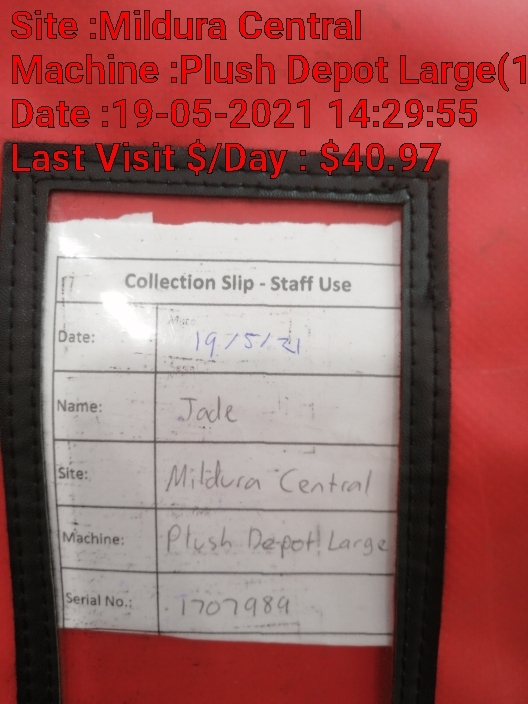 Site :Mildura Central
Machine :Plush Depot Large(1
Date :19-05-2021 14:29:55
Last Visit $/Day : $40.97
Collection Slip - Staff Use
Date: 19/5/21
Name: Jade
Site: Mildura Central
Machine: Plush Depot Large
Serial No.: 1707989